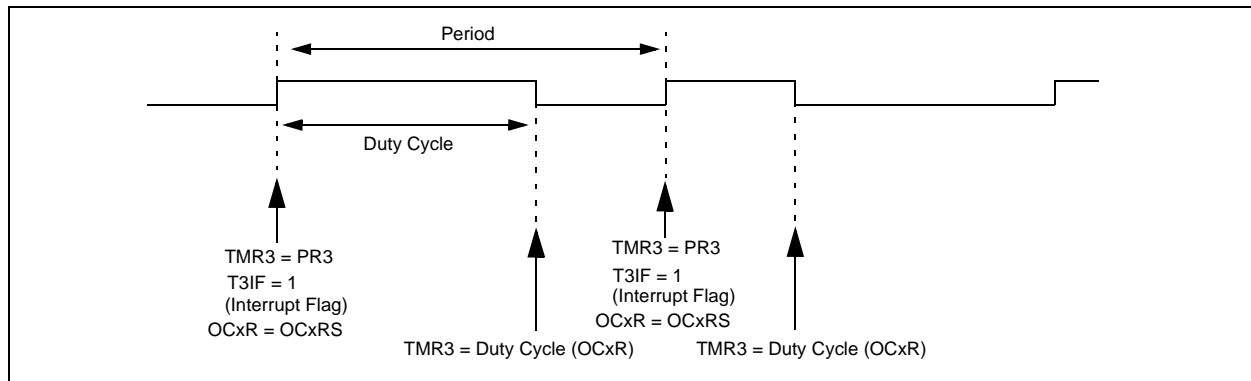 Period
Duty Cycle
TMR3 = PR3
T3IF = 1
(Interrupt Flag)
OCxR = OCxRS
TMR3 = Duty Cycle (OCxR)
TMR3 = PR3
T3IF = 1
(Interrupt Flag)
OCxR = OCxRS
TMR3 = Duty Cycle (OCxR)